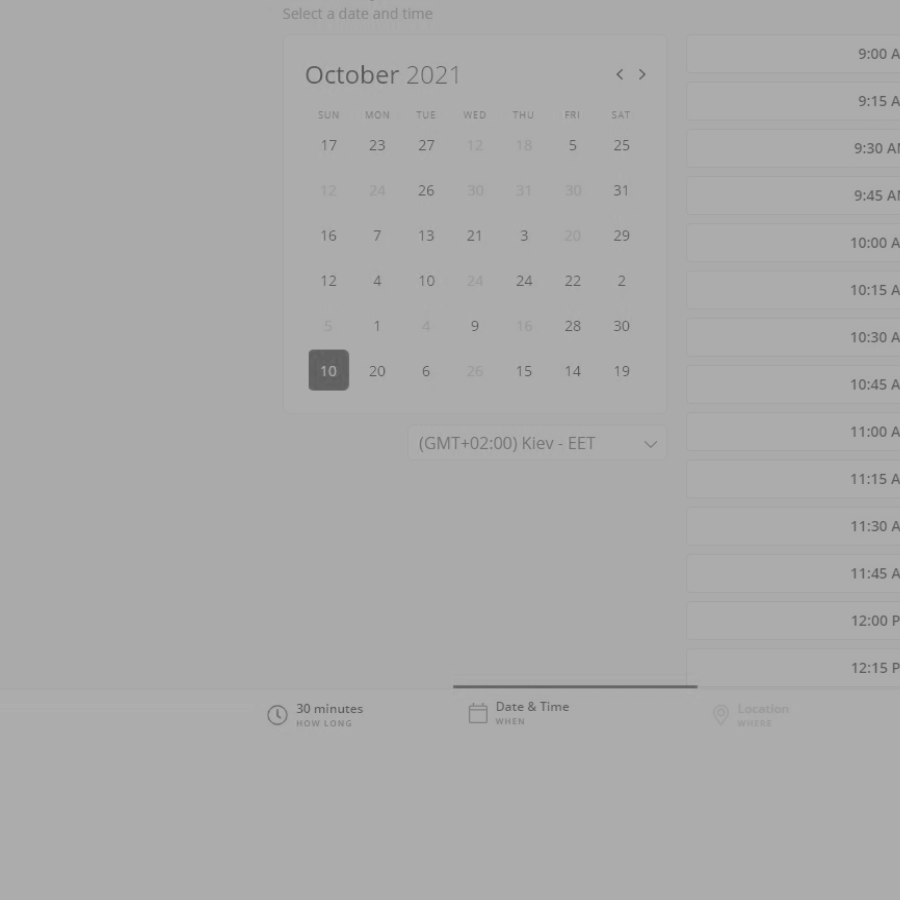 Select a date and time
October 2021
SUN MON TUE WED THU FRI SAT
17 23 27 12 18 5 25
12 24 26 30 31 30 31
16 7 13 21 3 20 29
12 4 10 24 24 22 2
5 1 4 9 16 28 30
10 20 6 26 15 14 19
(GMT+02:00) Kiev - EET
9:00 A
9:15 A
9:30 A
9:45 A
10:00 A
10:15 A
10:30 A
10:45 A
11:00 A
11:15 A
11:30 A
11:45 A
12:00 P
12:15 P
30 minutes
HOW LONG
Date & Time
WHEN
Location
WHERE